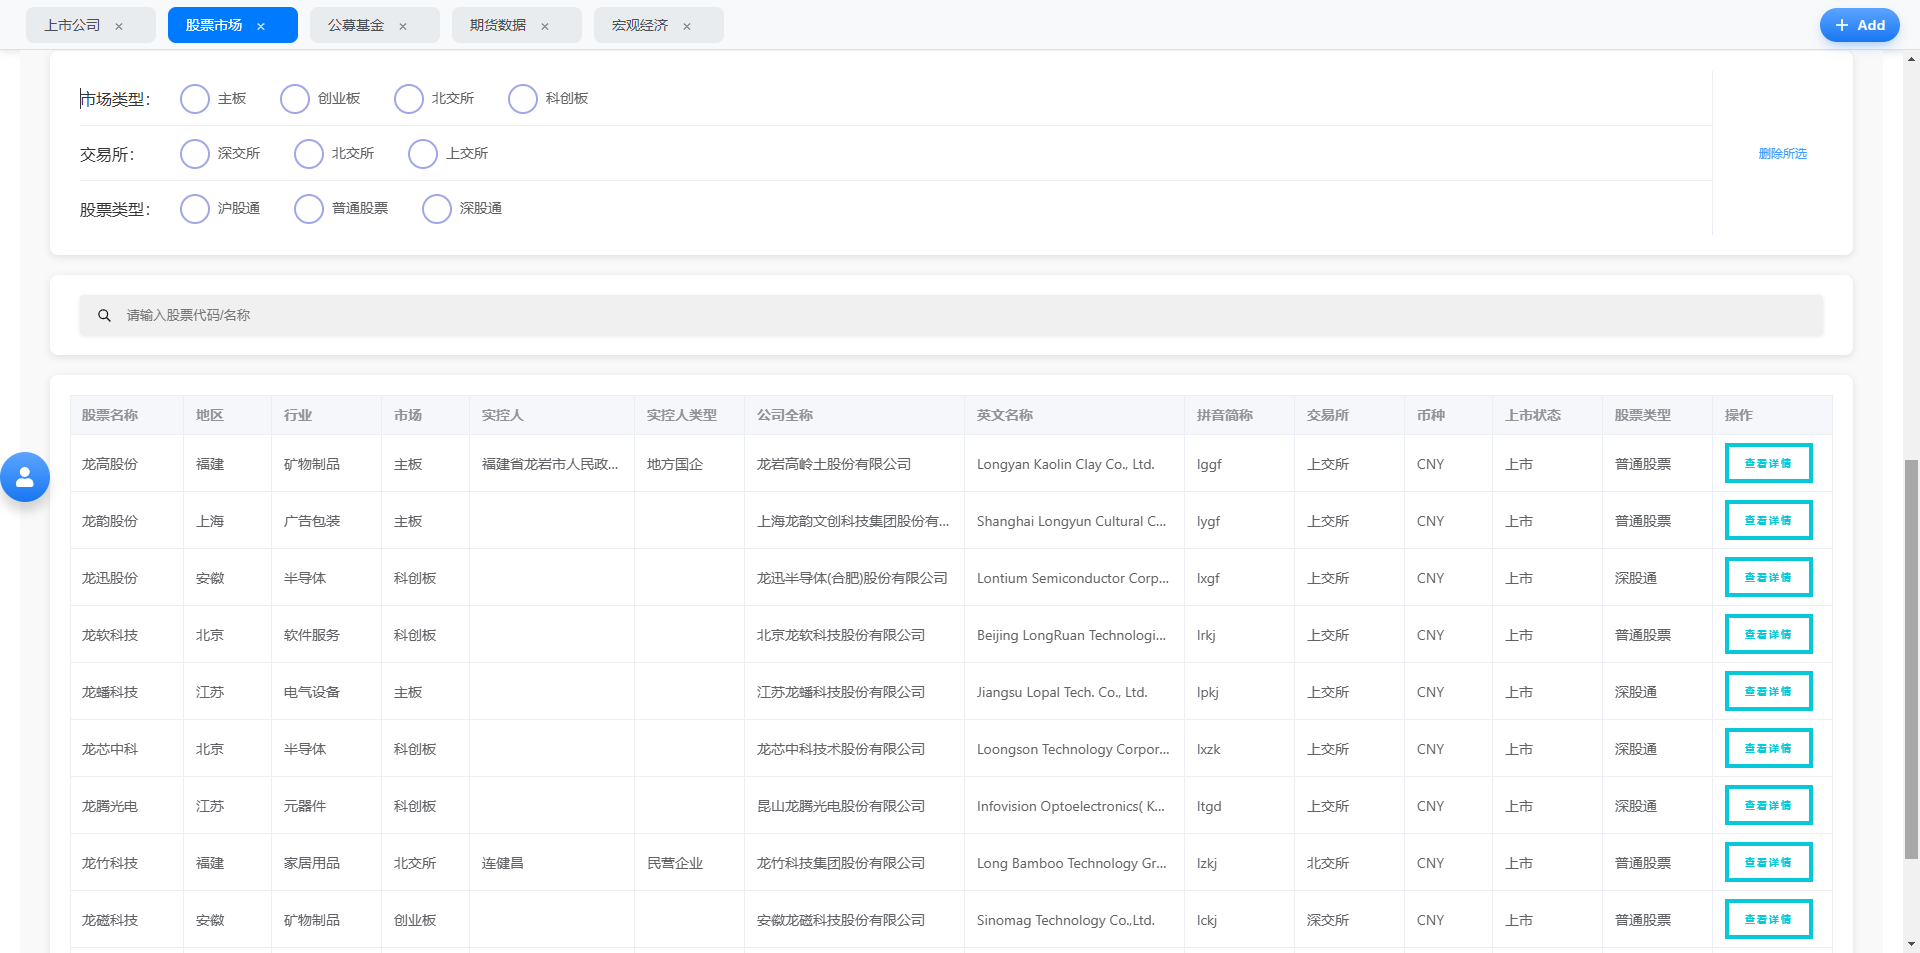 上市公司 × 股票市场 × 公募基金 × 期货数据 × 宏观经济 × + Add
市场类型： 主板 创业板 北交所 科创板
交易所： 深交所 北交所 上交所
删除所选
股票类型： 沪股通 普通股票 深股通
请输入股票代码/名称
股票名称 地区 行业 市场 实控人 实控人类型 公司全称 英文名称 拼音简称 交易所 币种 上市状态 股票类型 操作
龙高股份 福建 矿物制品 主板 福建省龙岩市人民政... 地方国企 龙岩高岭土股份有限公司 Longyan Kaolin Clay Co., Ltd. lggf 上交所 CNY 上市 普通股票 查看详情
龙韵股份 上海 广告包装 主板 上海龙韵文创科技集团股份有... Shanghai Longyun Cultural C... lygf 上交所 CNY 上市 普通股票 查看详情
龙迅股份 安徽 半导体 科创板 龙迅半导体(合肥)股份有限公司 Lontium Semiconductor Corp... lxgf 上交所 CNY 上市 深股通 查看详情
龙软科技 北京 软件服务 科创板 北京龙软科技股份有限公司 Beijing LongRuan Technologi... lrkj 上交所 CNY 上市 普通股票 查看详情
龙蟠科技 江苏 电气设备 主板 江苏龙蟠科技股份有限公司 Jiangsu Lopal Tech. Co., Ltd. lpkj 上交所 CNY 上市 深股通 查看详情
龙芯中科 北京 半导体 科创板 龙芯中科技术股份有限公司 Loongson Technology Corpor... lxzk 上交所 CNY 上市 深股通 查看详情
龙腾光电 江苏 元器件 科创板 昆山龙腾光电股份有限公司 Infovision Optoelectronics( K... ltgd 上交所 CNY 上市 深股通 查看详情
龙竹科技 福建 家居用品 北交所 连健昌 民营企业 龙竹科技集团股份有限公司 Long Bamboo Technology Gr... lzkj 北交所 CNY 上市 普通股票 查看详情
龙磁科技 安徽 矿物制品 创业板 安徽龙磁科技股份有限公司 Sinomag Technology Co.,Ltd. lckj 深交所 CNY 上市 普通股票 查看详情